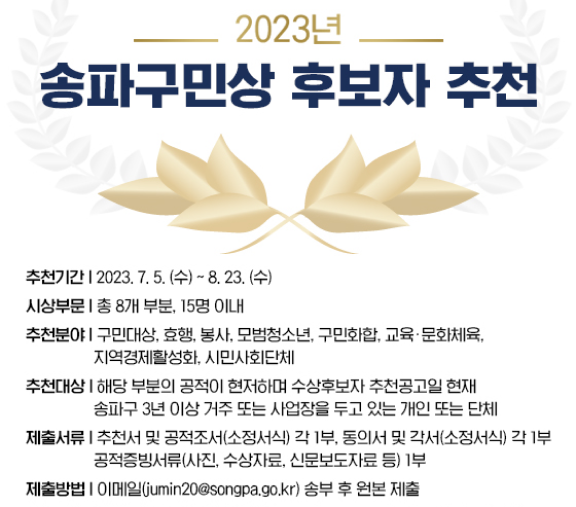 2023년
송파구민상 후보자 추천
추천기간 | 2023. 7. 5. (수) ~ 8. 23. (수)
시상부문 | 총 8개 부분, 15명 이내
추천분야 | 구민대상, 효행, 봉사, 모범청소년, 구민화합, 교육·문화체육,
지역경제활성화, 시민사회단체
추천대상 | 해당 부분의 공적이 현저하며 수상후보자 추천공고일 현재
송파구 3년 이상 거주 또는 사업장을 두고 있는 개인 또는 단체
제출서류 | 추천서 및 공적조서(소정서식) 각 1부, 동의서 및 각서(소정서식) 각 1부
공적증빙서류(사진, 수상자료, 신문보도자료 등) 1부
제출방법 | 이메일(jumin20@songpa.go.kr) 송부 후 원본 제출